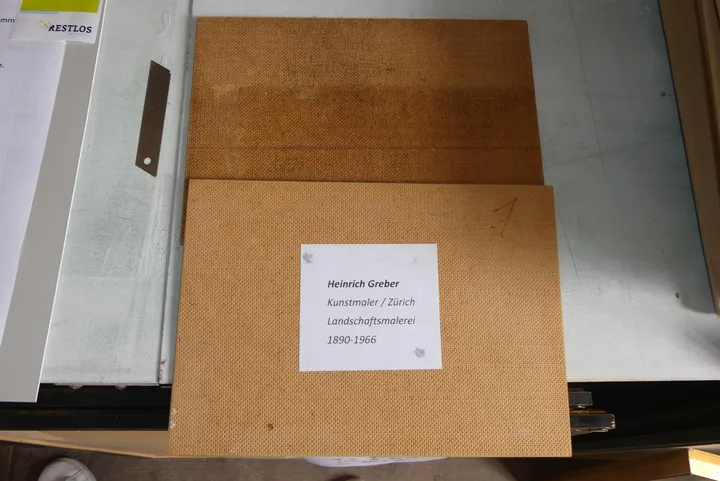 RESTLOS
1
Heinrich Greber
Kunstmaler / Zürich
Landschaftsmalerei
1890-1966